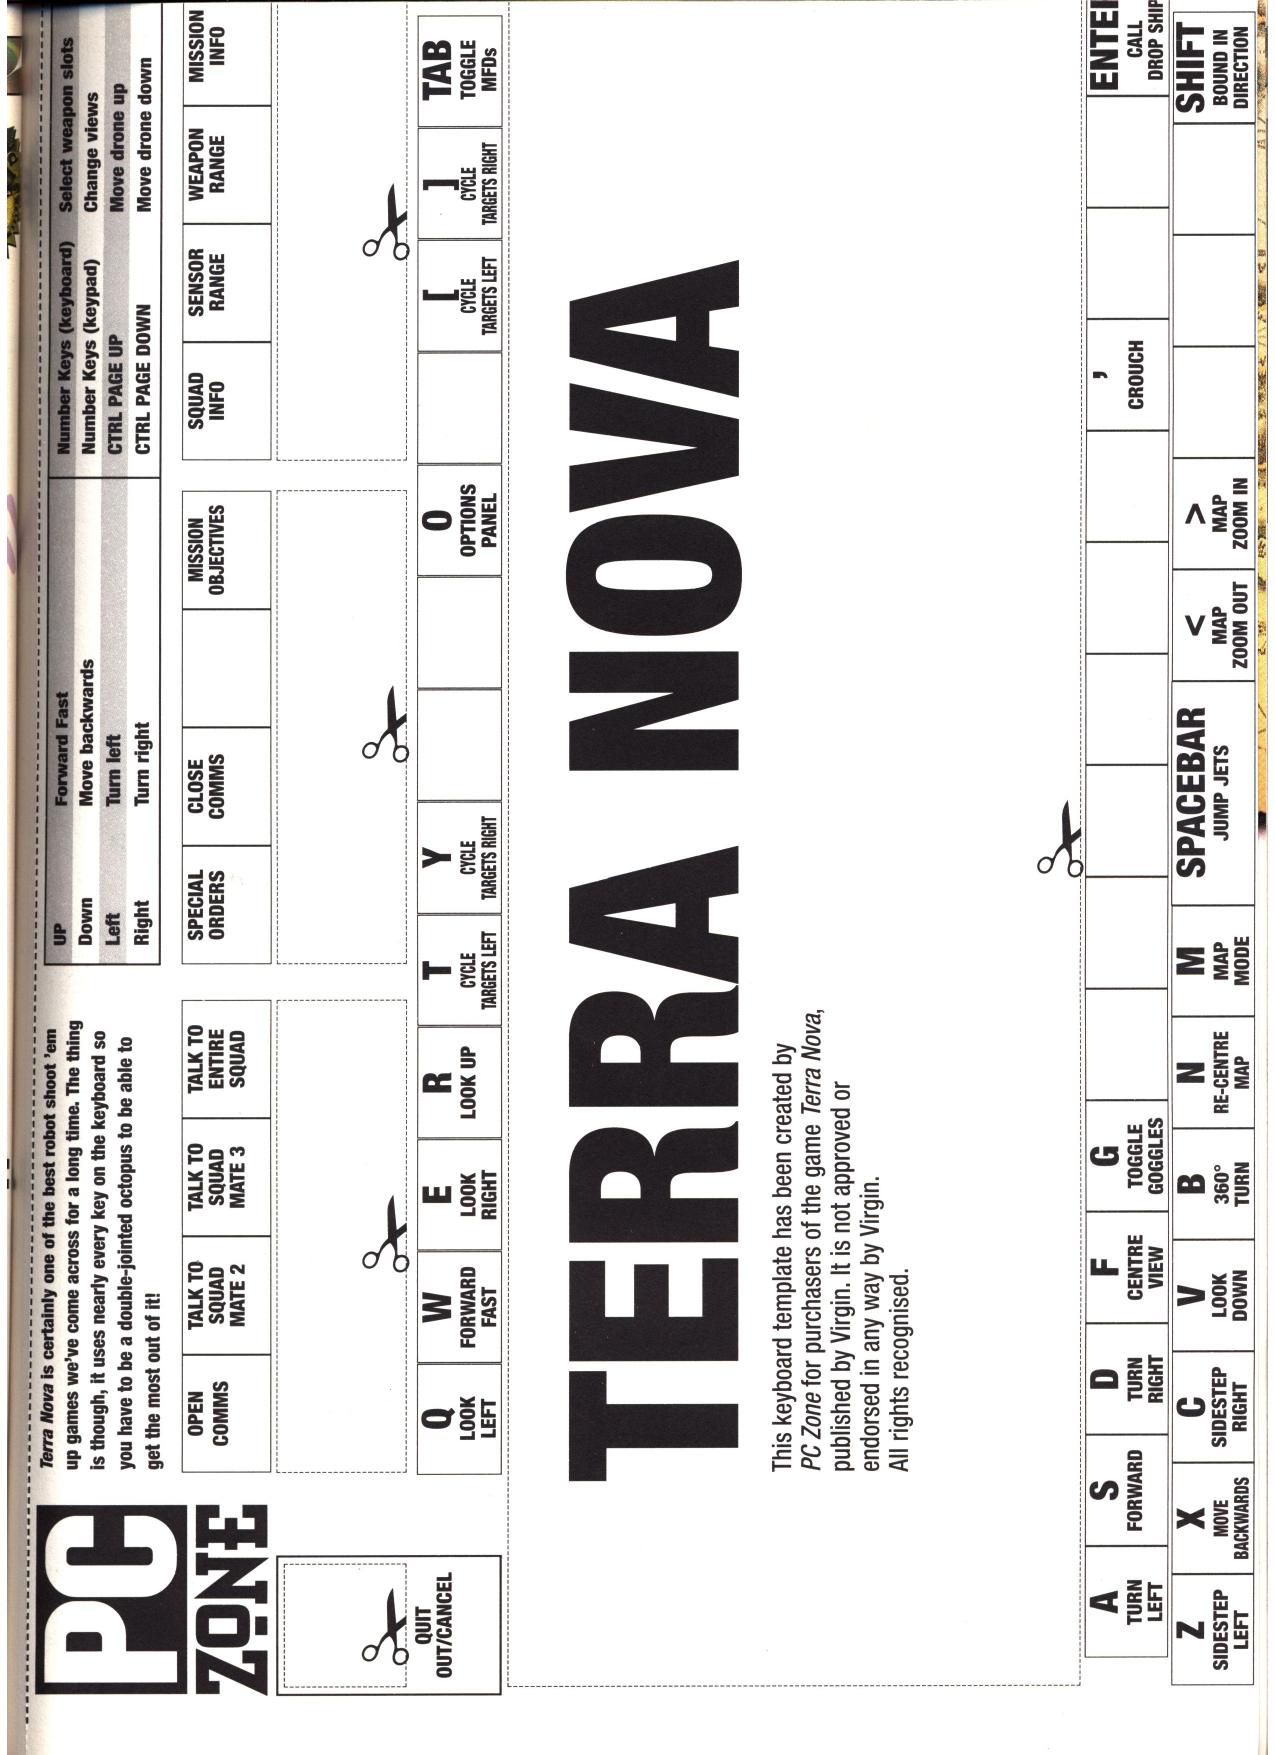 PC
ZONE
Terra Nova is certainly one of the best robot shoot 'em
up games we've come across for a long time. The thing
is though, it uses nearly every key on the keyboard so
you have to be a double-jointed octopus to be able to
get the most out of it!
UP Forward Fast Number Keys (keyboard) Select weapon slots
Down Move backwards Number Keys (keypad) Change views
Left Turn left CTRL PAGE UP Move drone up
Right Turn right CTRL PAGE DOWN Move drone down
OPEN
COMMS
TALK TO
SQUAD
MATE 2
TALK TO
SQUAD
MATE 3
TALK TO
ENTIRE
SQUAD
SPECIAL
ORDERS
CLOSE
COMMS
MISSION
OBJECTIVES
SQUAD
INFO
SENSOR
RANGE
WEAPON
RANGE
MISSION
INFO
QUIT
OUT/CANCEL
Q
LOOK
LEFT
W
FORWARD
FAST
E
LOOK
RIGHT
R
LOOK UP
T
CYCLE
TARGETS LEFT
Y
CYCLE
TARGETS RIGHT
O
OPTIONS
PANEL
[
CYCLE
TARGETS LEFT
]
CYCLE
TARGETS RIGHT
TAB
TOGGLE
MFDs
TERRA NOVA
This keyboard template has been created by
PC Zone for purchasers of the game Terra Nova,
published by Virgin. It is not approved or
endorsed in any way by Virgin.
All rights recognised.
A
TURN
LEFT
S
FORWARD
D
TURN
RIGHT
F
CENTRE
VIEW
G
TOGGLE
GOGGLES
,
CROUCH
ENTE
CALL
DROP SHIP
Z
SIDESTEP
LEFT
X
MOVE
BACKWARDS
C
SIDESTEP
RIGHT
V
LOOK
DOWN
B
360°
TURN
N
RE-CENTRE
MAP
M
MAP
MODE
SPACEBAR
JUMP JETS
<
MAP
ZOOM OUT
>
MAP
ZOOM IN
SHIFT
BOUND IN
DIRECTION